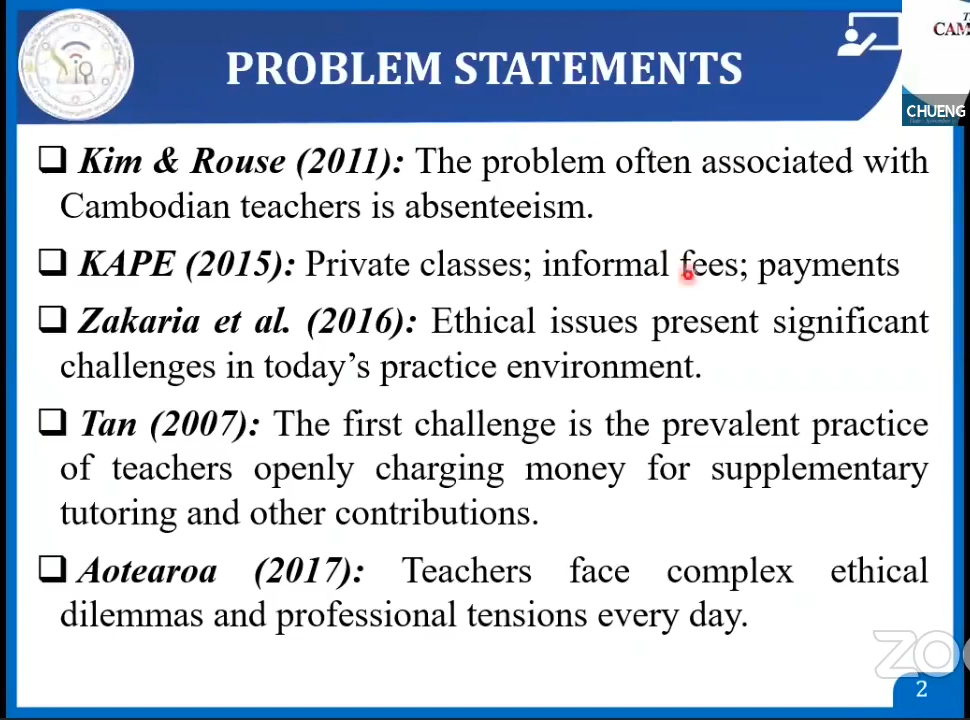 PROBLEM STATEMENTS
CAM
CHUENG
❑ Kim & Rouse (2011): The problem often associated with
Cambodian teachers is absenteeism.
❑ KAPE (2015): Private classes; informal fees; payments
❑ Zakaria et al. (2016): Ethical issues present significant
challenges in today’s practice environment.
❑ Tan (2007): The first challenge is the prevalent practice
of teachers openly charging money for supplementary
tutoring and other contributions.
❑ Aotearoa (2017): Teachers face complex ethical
dilemmas and professional tensions every day.
zoo
2